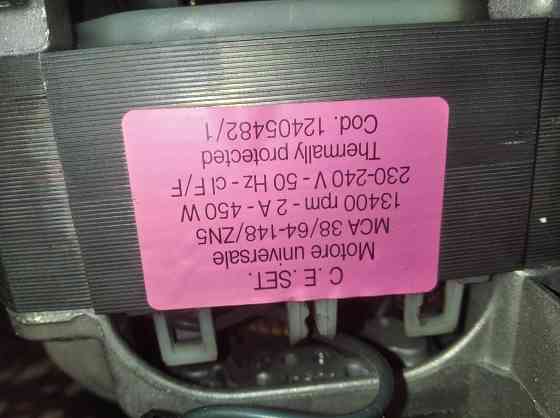 C.E.SET.
Motore universale
MCA 38/64-148/ZN5
13400 rpm - 2 A - 450 W
230-240 V - 50 Hz - cl F/F
Thermally protected
Cod. 12405482/1